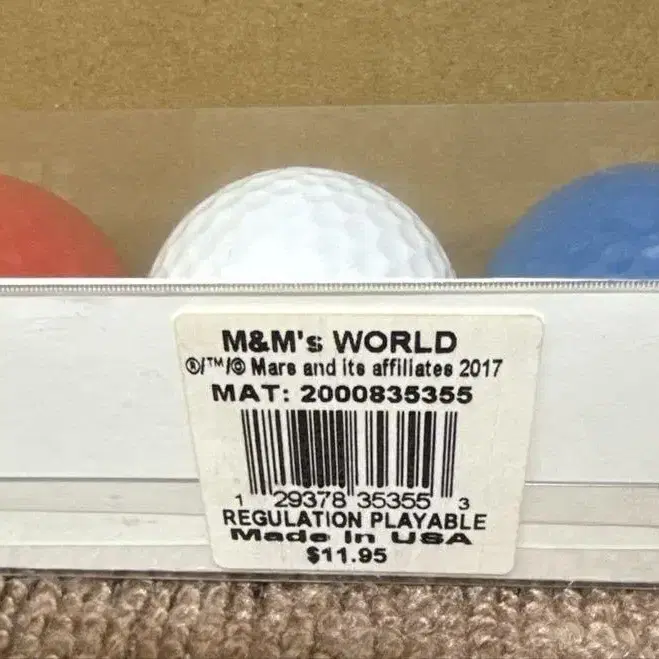 M&M's WORLD
®/™/© Mars and its affiliates 2017
MAT: 2000835355
1 29378 35355 3
REGULATION PLAYABLE
Made In USA
$11.95